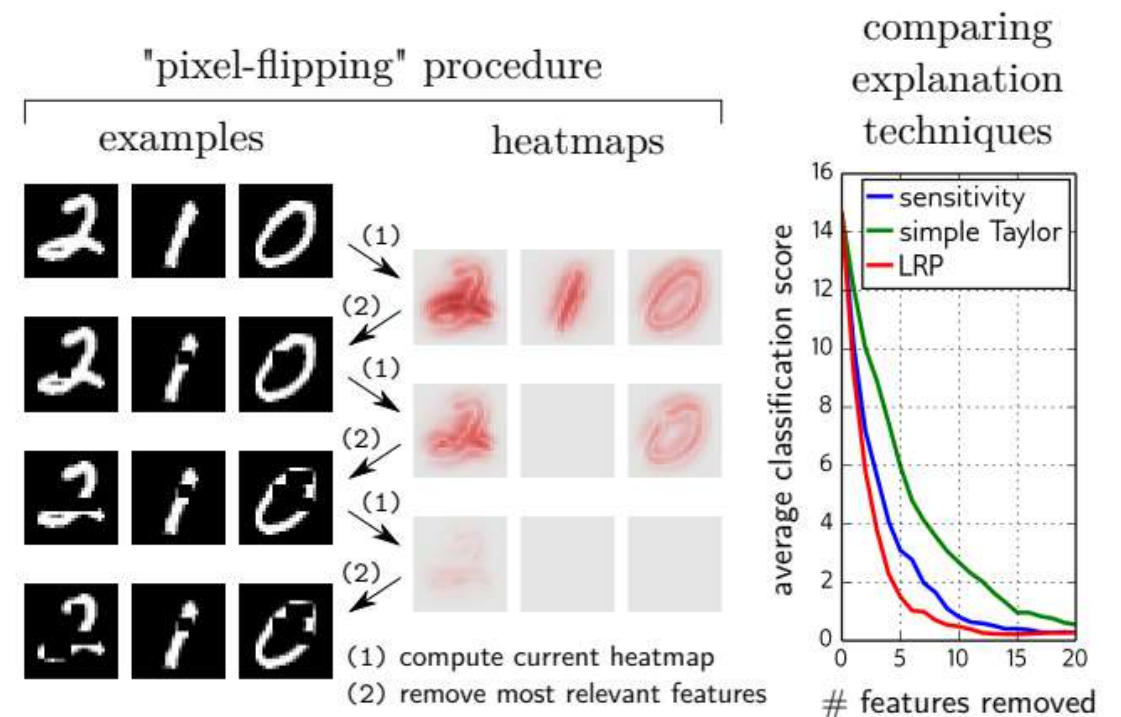 "pixel-flipping" procedure
examples
heatmaps
(1)
(2)
(1)
(2)
(1)
(2)
(1) compute current heatmap
(2) remove most relevant features
comparing
explanation
techniques
sensitivity
simple Taylor
LRP
average classification score
16
14
12
10
8
6
4
2
0
0 5 10 15 20
# features removed